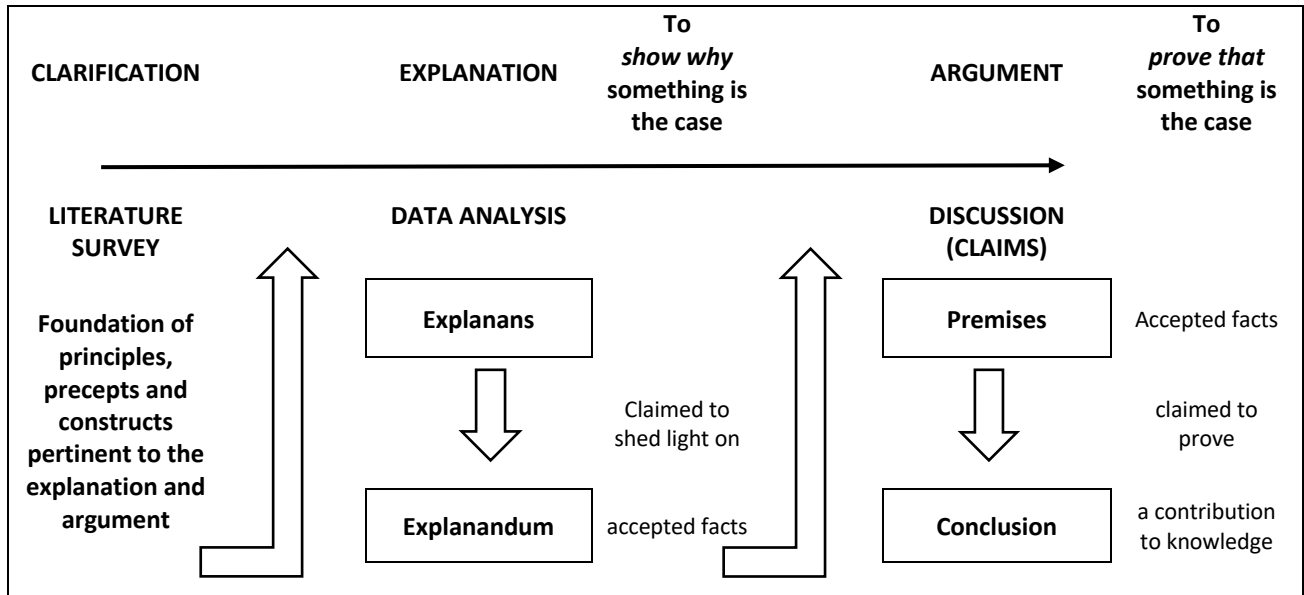 CLARIFICATION
EXPLANATION
To
show why
something is
the case
ARGUMENT
To
prove that
something is
the case
LITERATURE
SURVEY
Foundation of
principles,
precepts and
constructs
pertinent to the
explanation and
argument
DATA ANALYSIS
Explanans
Claimed to
shed light on
Explanandum
accepted facts
DISCUSSION
(CLAIMS)
Premises
Accepted facts
claimed to
prove
Conclusion
a contribution
to knowledge